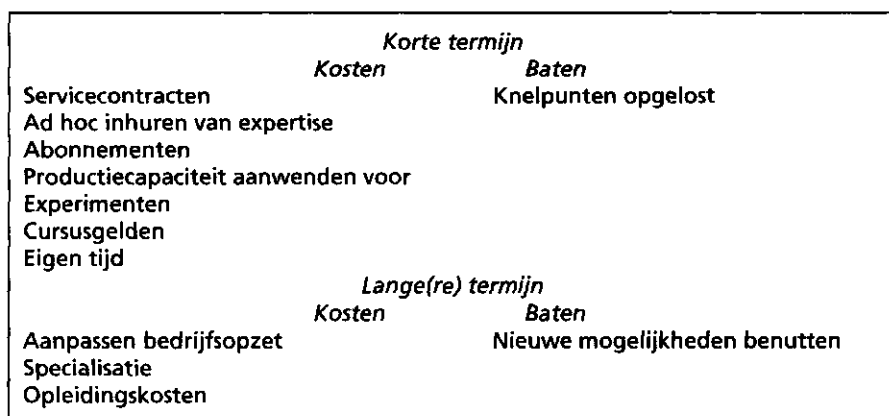 Korte termijn
Kosten Baten
Servicecontracten Knelpunten opgelost
Ad hoc inhuren van expertise
Abonnementen
Productiecapaciteit aanwenden voor
Experimenten
Cursusgelden
Eigen tijd
Lange(re) termijn
Kosten Baten
Aanpassen bedrijfsopzet Nieuwe mogelijkheden benutten
Specialisatie
Opleidingskosten